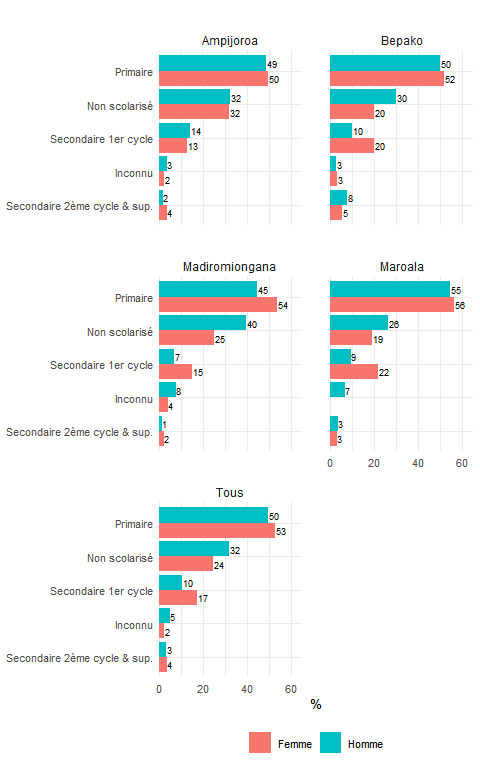 Ampijoroa Bepako
Primaire 49 50
50 52
Non scolarisé 32 30
32 20
Secondaire 1er cycle 14 10
13 20
Inconnu 3 3
2 3
Secondaire 2ème cycle & sup. 2 8
4 5
Madiromiongana Maroala
Primaire 45 55
54 56
Non scolarisé 40 26
25 19
Secondaire 1er cycle 7 9
15 22
Inconnu 8 7
4
Secondaire 2ème cycle & sup. 1 3
2 3
0 20 40 60
Tous
Primaire 50
53
Non scolarisé 32
24
Secondaire 1er cycle 10
17
Inconnu 5
2
Secondaire 2ème cycle & sup. 3
4
0 20 40 60
%
Femme Homme